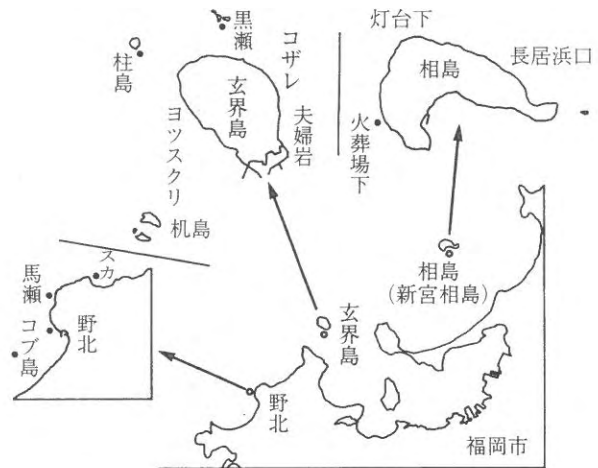 黒瀬
コザレ
柱島
玄界島
夫婦岩
ヨツスクリ
机島
灯台下
相島
長居浜口
火葬場下
相島
(新宮相島)
玄界島
スカ
馬瀬
コブ島
野北
野北
福岡市